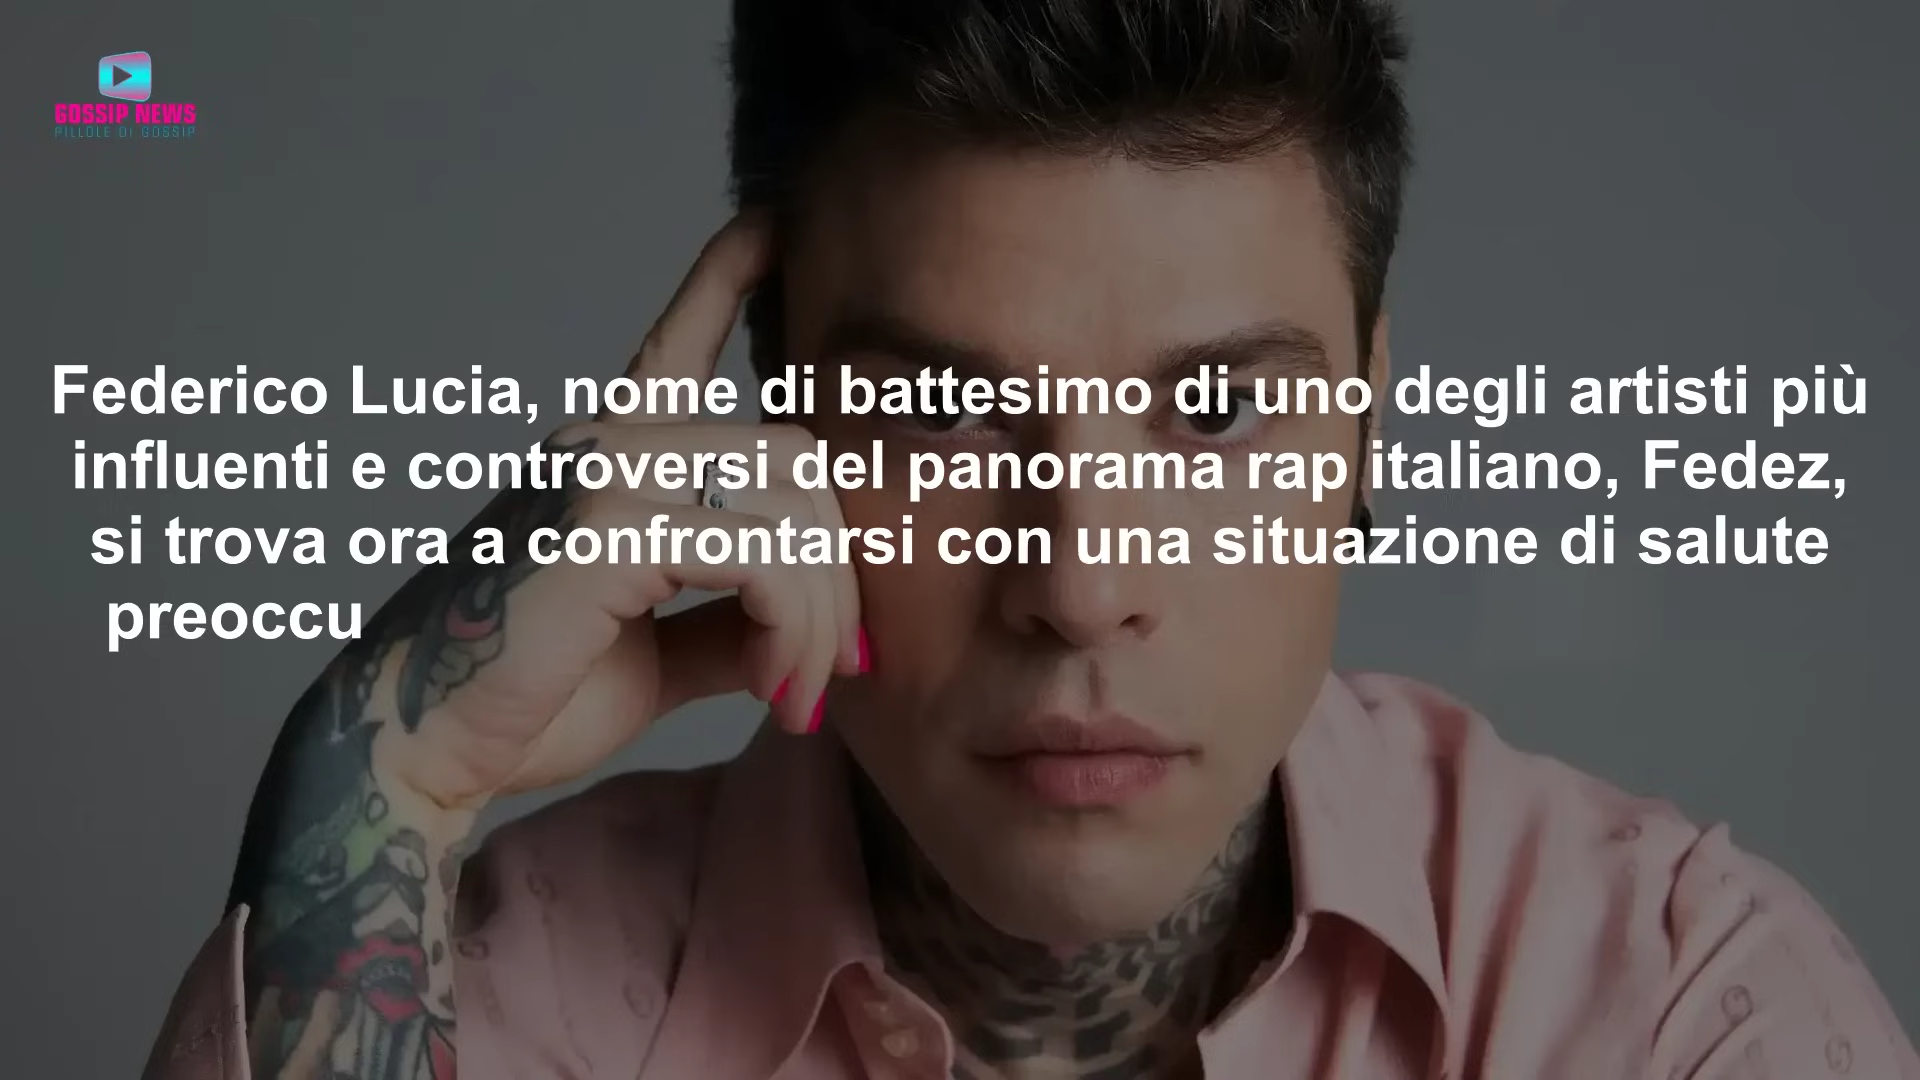 GOSSIP NEWS
PILLOLE DI GOSSIP
Federico Lucia, nome di battesimo di uno degli artisti più
influenti e controversi del panorama rap italiano, Fedez,
si trova ora a confrontarsi con una situazione di salute
preoccu